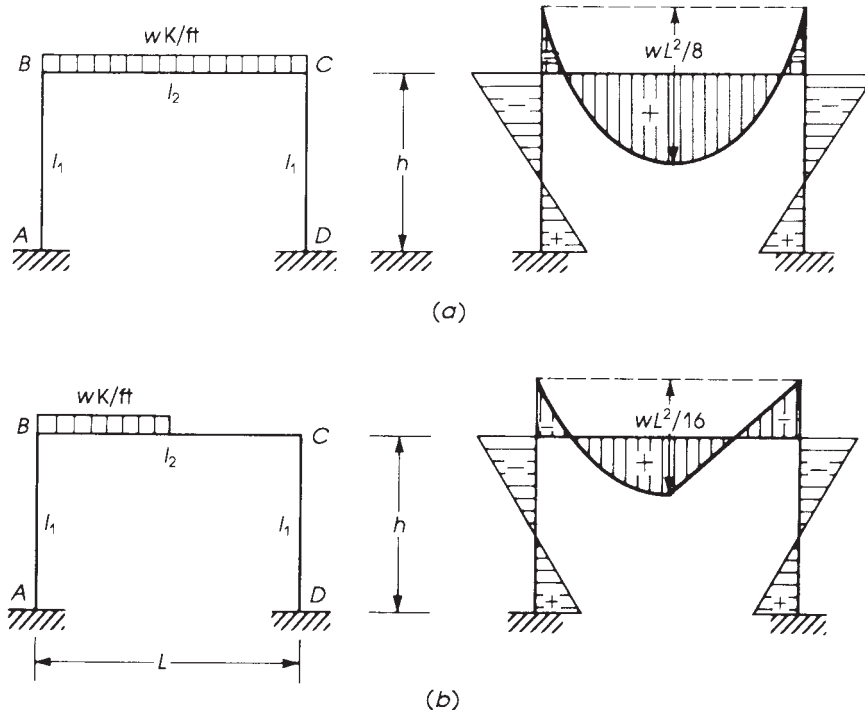 wK/ft
B
C
I₂
I₁
I₁
h
A
D
wL²/8
+
−
−
−
−
+
+
(a)
wK/ft
B
C
I₂
I₁
I₁
h
A
D
L
wL²/16
+
−
−
−
−
+
+
(b)